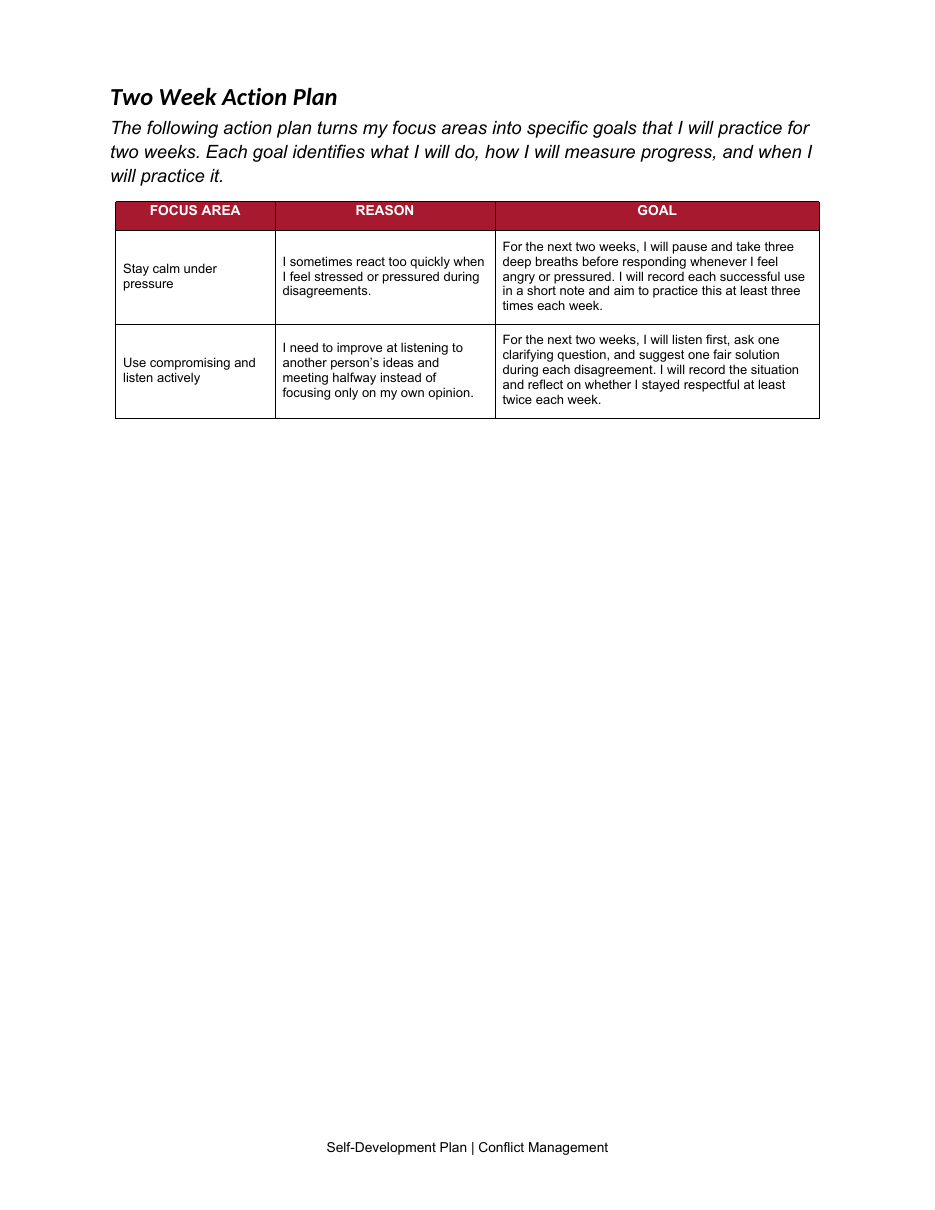 Two Week Action Plan
The following action plan turns my focus areas into specific goals that I will practice for
two weeks. Each goal identifies what I will do, how I will measure progress, and when I
will practice it.
FOCUS AREA
REASON
GOAL
Stay calm under
pressure
I sometimes react too quickly when
I feel stressed or pressured during
disagreements.
For the next two weeks, I will pause and take three
deep breaths before responding whenever I feel
angry or pressured. I will record each successful use
in a short note and aim to practice this at least three
times each week.
Use compromising and
listen actively
I need to improve at listening to
another person’s ideas and
meeting halfway instead of
focusing only on my own opinion.
For the next two weeks, I will listen first, ask one
clarifying question, and suggest one fair solution
during each disagreement. I will record the situation
and reflect on whether I stayed respectful at least
twice each week.
Self-Development Plan | Conflict Management